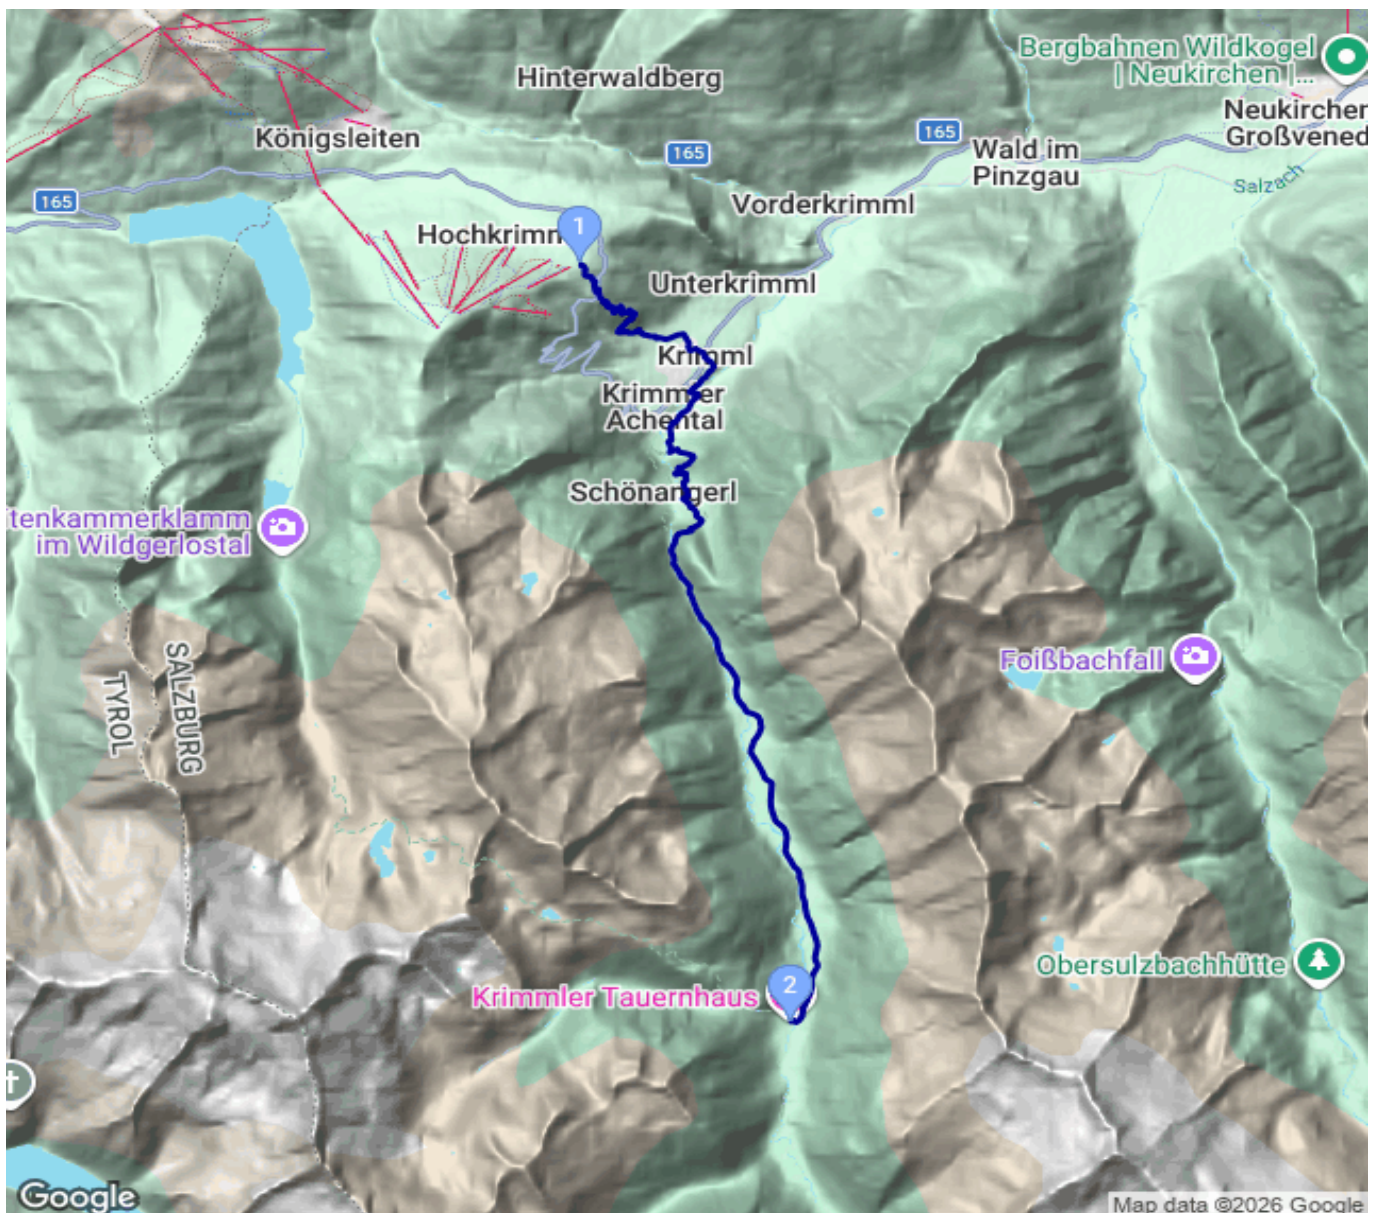 Bergbahnen Wildkogel
| Neukirchen |...
Hinterwaldberg
Neukirchen
Großvened
Königsleiten
165
165
Wald im
Pinzgau
Salzach
165
Vorderkrimml
Hochkrimm
1
Unterkrimml
Krimml
Krimmler
Achental
Schönangerl
tenkammerklamm
im Wildgerlostal
SALZBURG
TYROL
Foißbachfall
Obersulzbachhütte
2
Krimmler Tauernhaus
Google
Map data ©2026 Google